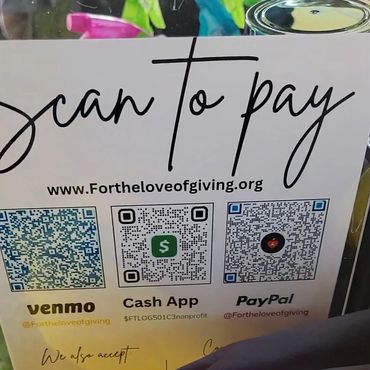 Scan to pay
www.Fortheloveofgiving.org
$
venmo Cash App PayPal
@Fortheloveofgiving $FTLOG501C3nonprofit @Fortheloveofgiving
We also accept